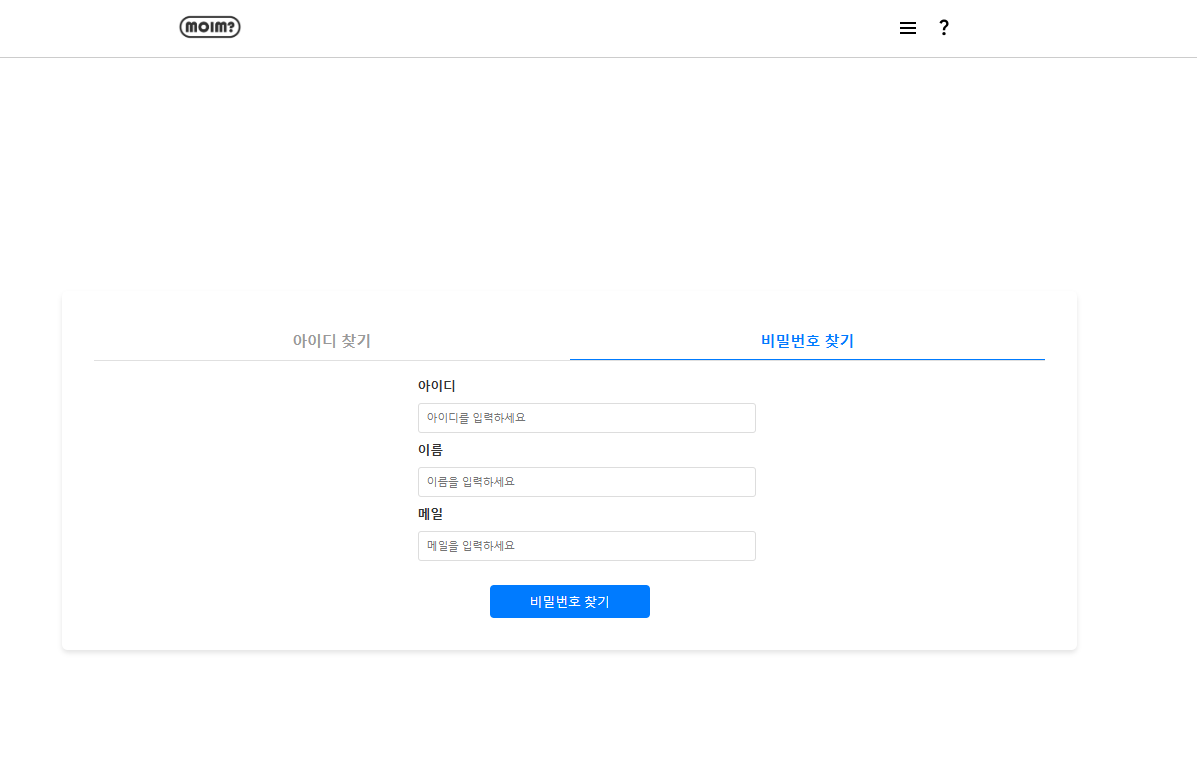 MOIM?
?
아이디 찾기
비밀번호 찾기
아이디
아이디를 입력하세요
이름
이름을 입력하세요
메일
메일을 입력하세요
비밀번호 찾기